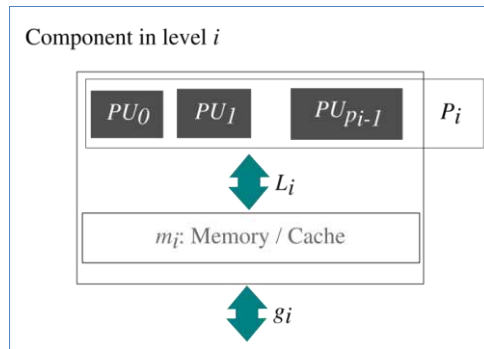 Component in level i
PU0 PU1 PUpi-1 Pi
Li
mi: Memory / Cache
gi